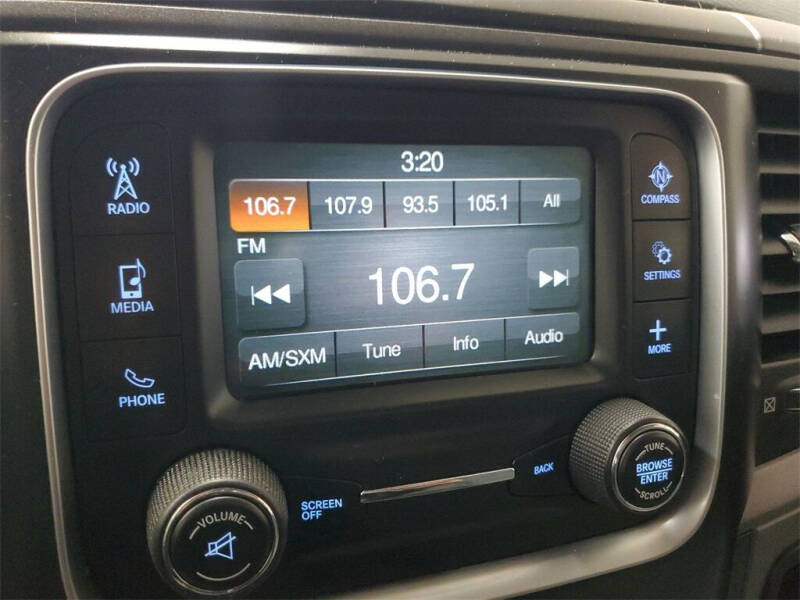 3:20
106.7 107.9 93.5 105.1 All
FM
106.7
AM/SXM Tune Info Audio
RADIO
MEDIA
PHONE
N
COMPASS
SETTINGS
+
MORE
VOLUME
SCREEN
OFF
BACK
TUNE
BROWSE
ENTER
SCROLL